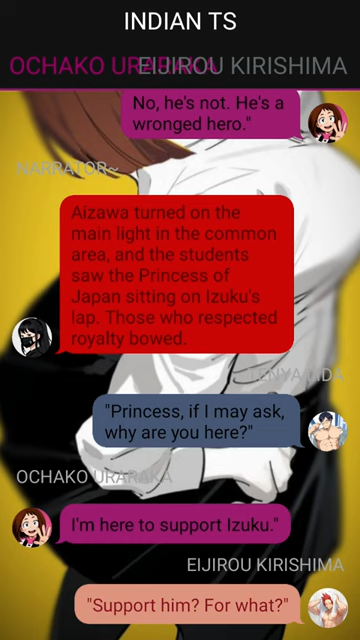 INDIAN TS
OCHAKO URARAKA
EIJIROU KIRISHIMA
No, he's not. He's a
wronged hero."
NARRATOR~
Aizawa turned on the
main light in the common
area, and the students
saw the Princess of
Japan sitting on Izuku's
lap. Those who respected
royalty bowed.
TENYA IIDA
"Princess, if I may ask,
why are you here?"
OCHAKO URARAKA
I'm here to support Izuku."
EIJIROU KIRISHIMA
"Support him? For what?"